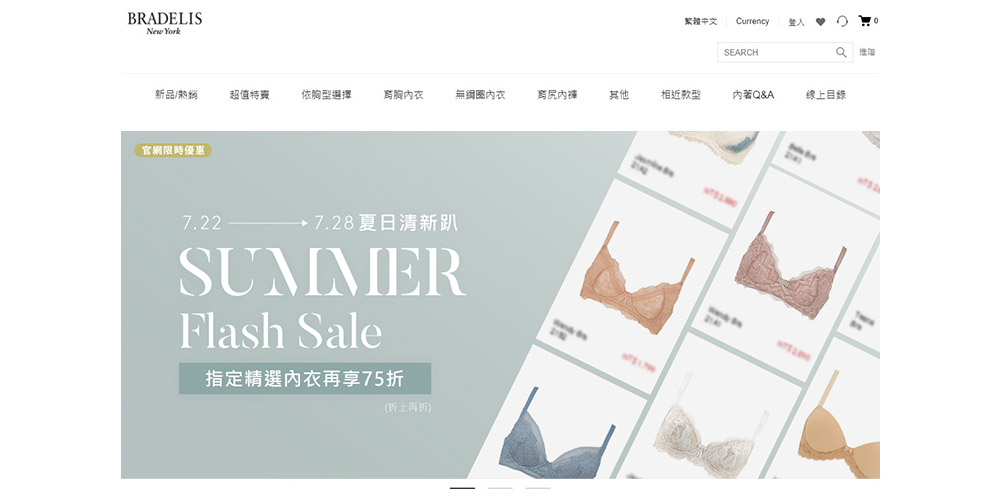 BRADELIS
New York
繁體中文
Currency
登入
0
SEARCH
進階
新品/熱銷
超值特賣
依胸型選擇
育胸內衣
無鋼圈內衣
育尻內褲
其他
相近款型
內著Q&A
線上目錄
官網限時優惠
7.22 → 7.28 夏日清新趴
SUMMER
Flash Sale
指定精選內衣再享75折
(折上再折)